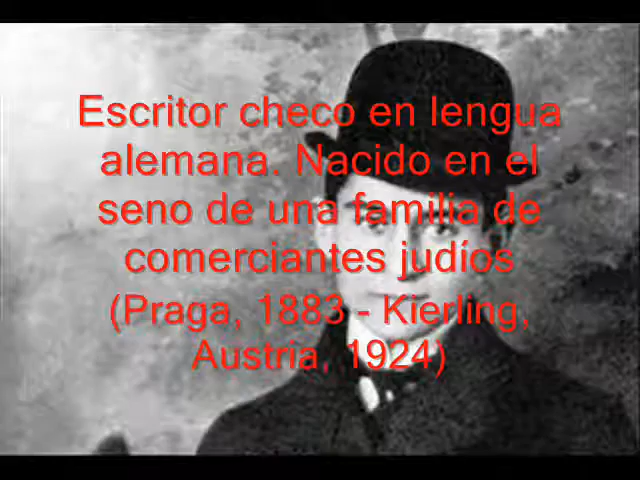 Escritor checo en lengua
alemana. Nacido en el
seno de una familia de
comerciantes judíos
(Praga, 1883 - Kierling,
Austria, 1924)